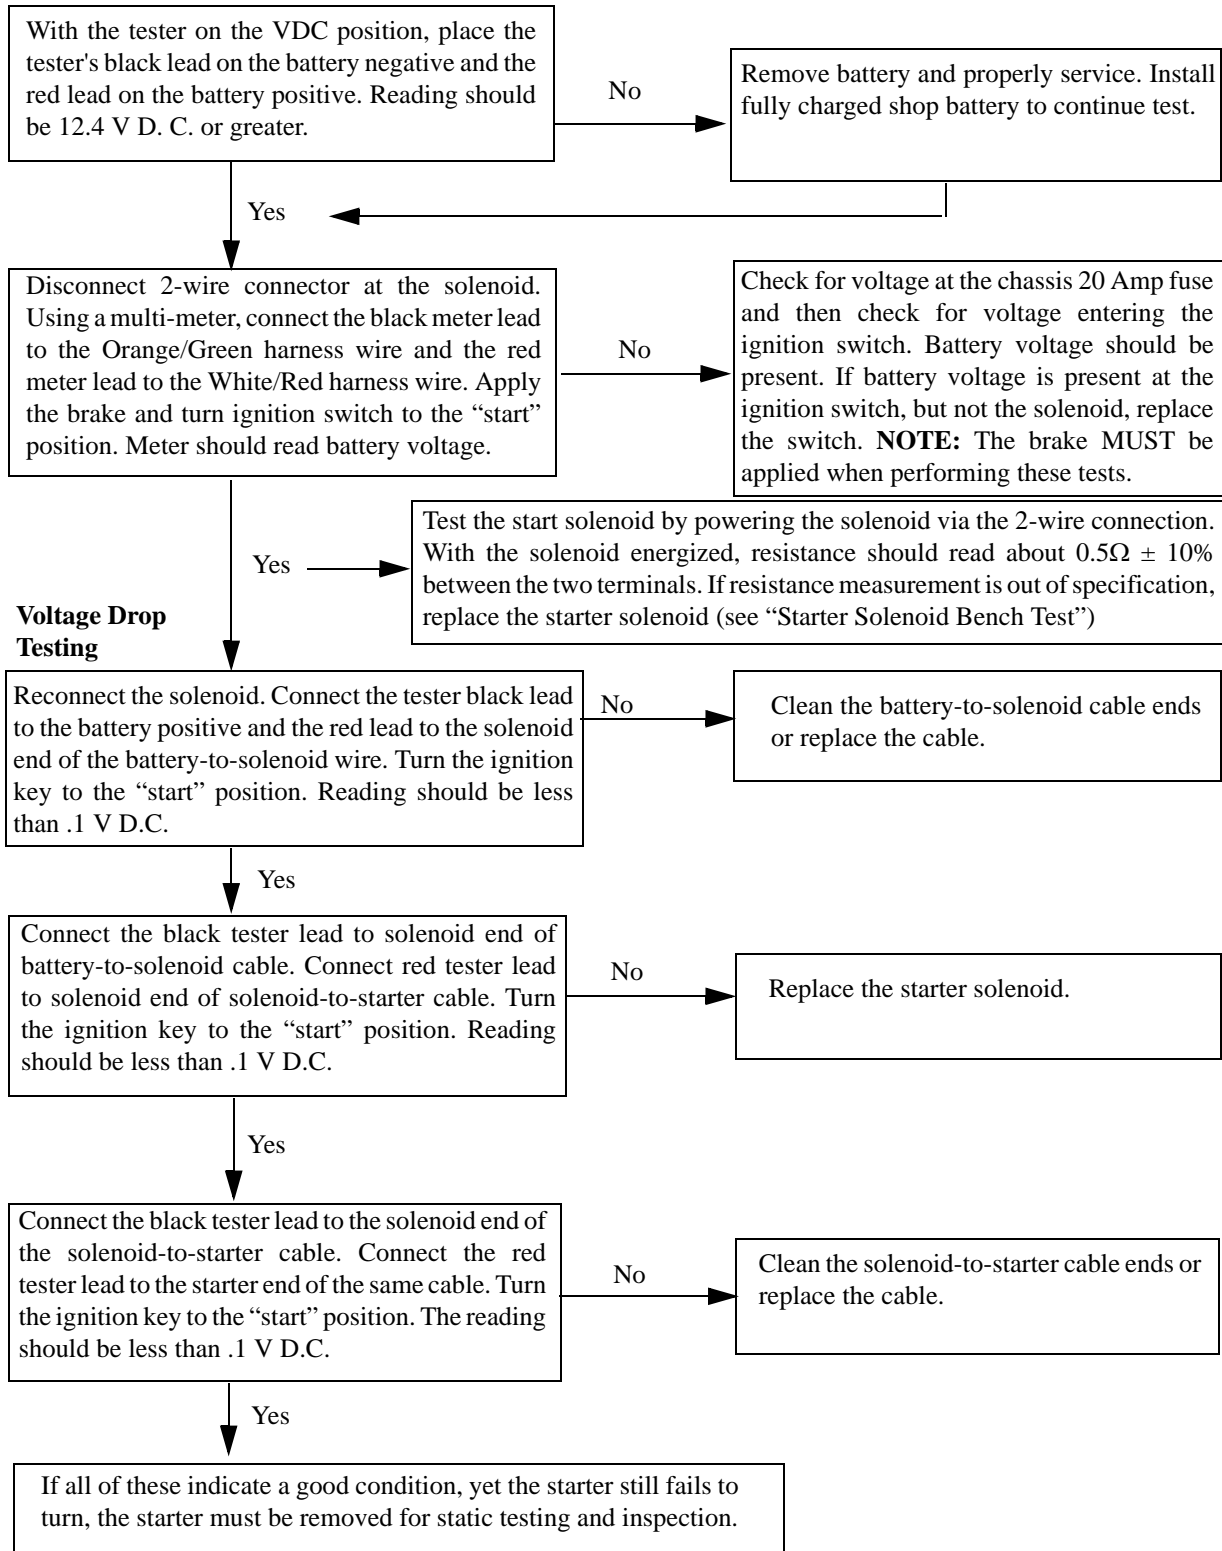 With the tester on the VDC position, place the
tester's black lead on the battery negative and the
red lead on the battery positive. Reading should
be 12.4 V D. C. or greater.
No
Remove battery and properly service. Install
fully charged shop battery to continue test.
Yes
Disconnect 2-wire connector at the solenoid.
Using a multi-meter, connect the black meter lead
to the Orange/Green harness wire and the red
meter lead to the White/Red harness wire. Apply
the brake and turn ignition switch to the “start”
position. Meter should read battery voltage.
No
Check for voltage at the chassis 20 Amp fuse
and then check for voltage entering the
ignition switch. Battery voltage should be
present. If battery voltage is present at the
ignition switch, but not the solenoid, replace
the switch. NOTE: The brake MUST be
applied when performing these tests.
Yes
Test the start solenoid by powering the solenoid via the 2-wire connection.
With the solenoid energized, resistance should read about 0.5Ω ± 10%
between the two terminals. If resistance measurement is out of specification,
replace the starter solenoid (see “Starter Solenoid Bench Test”)
Voltage Drop
Testing
Reconnect the solenoid. Connect the tester black lead
to the battery positive and the red lead to the solenoid
end of the battery-to-solenoid wire. Turn the ignition
key to the “start” position. Reading should be less
than .1 V D.C.
No
Clean the battery-to-solenoid cable ends
or replace the cable.
Yes
Connect the black tester lead to solenoid end of
battery-to-solenoid cable. Connect red tester lead
to solenoid end of solenoid-to-starter cable. Turn
the ignition key to the “start” position. Reading
should be less than .1 V D.C.
No
Replace the starter solenoid.
Yes
Connect the black tester lead to the solenoid end of
the solenoid-to-starter cable. Connect the red
tester lead to the starter end of the same cable. Turn
the ignition key to the “start” position. The reading
should be less than .1 V D.C.
No
Clean the solenoid-to-starter cable ends or
replace the cable.
Yes
If all of these indicate a good condition, yet the starter still fails to
turn, the starter must be removed for static testing and inspection.